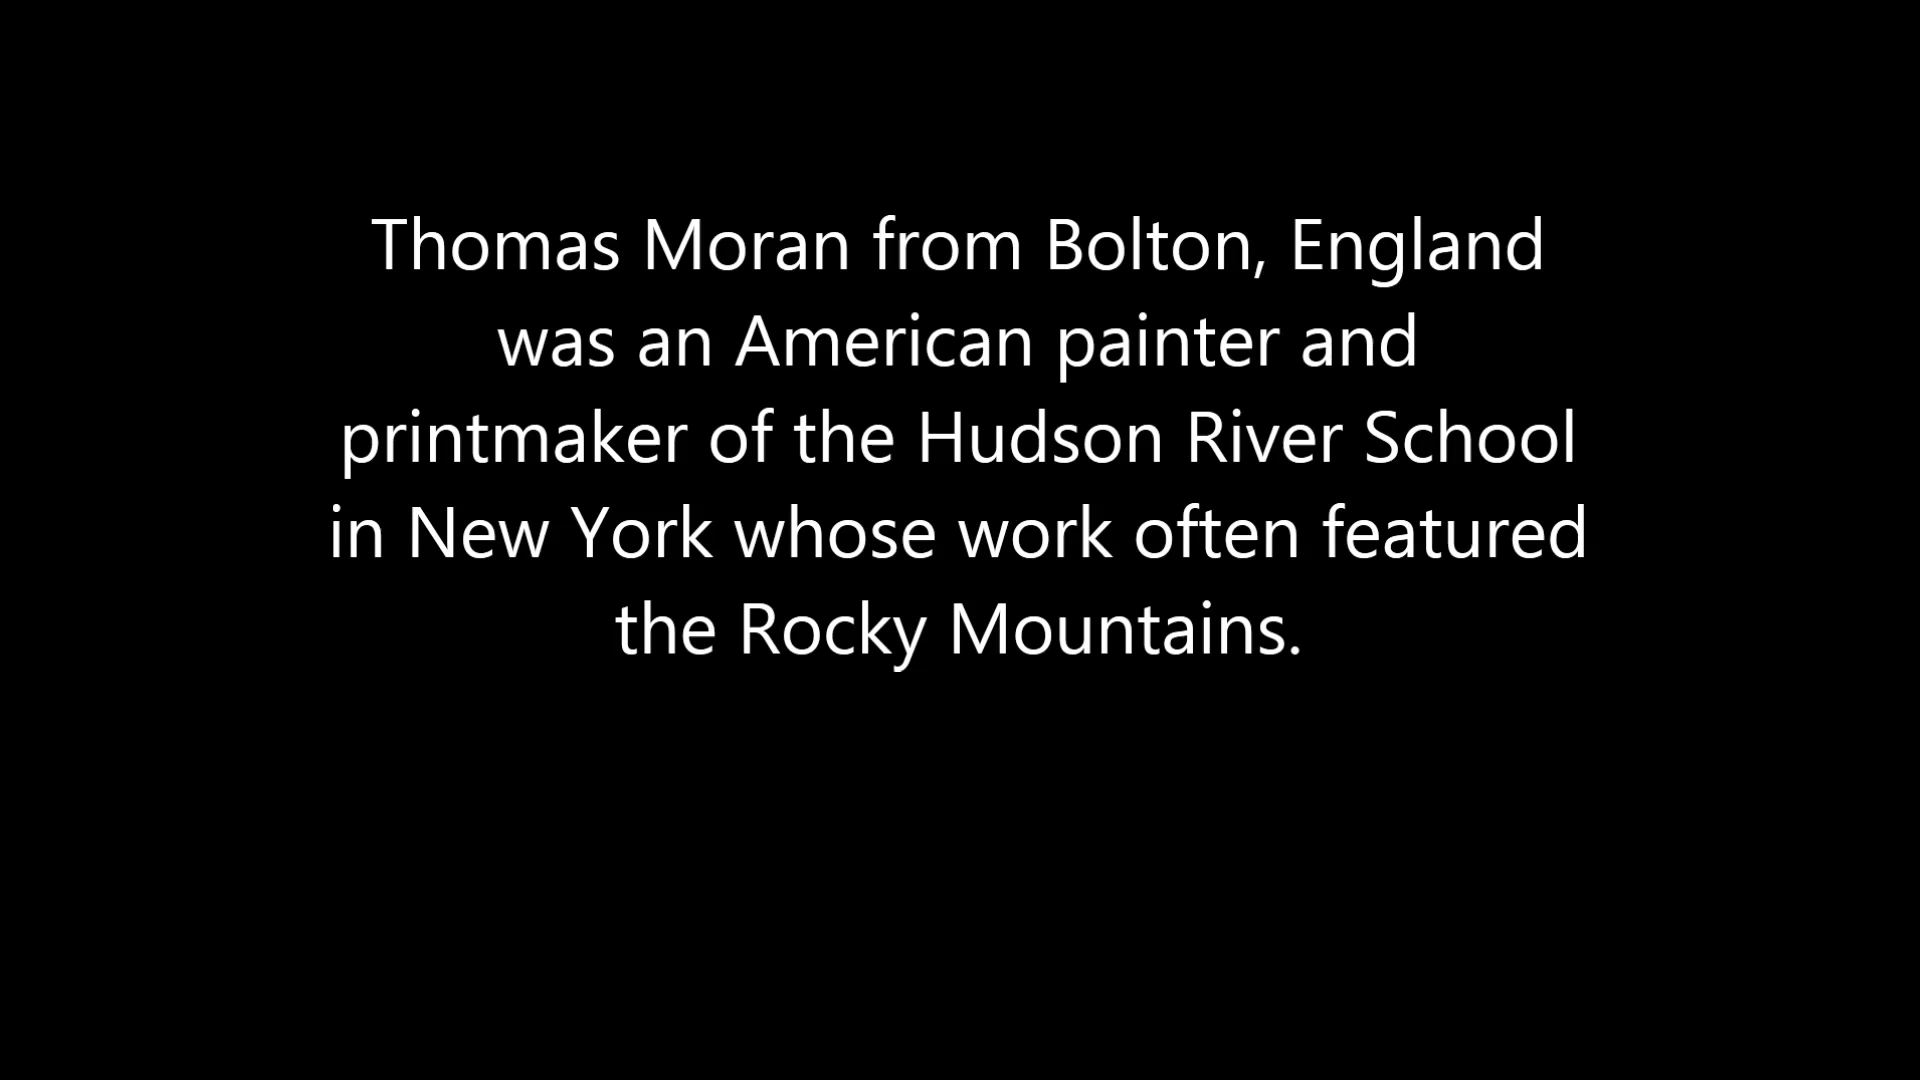 Thomas Moran from Bolton, England
was an American painter and
printmaker of the Hudson River School
in New York whose work often featured
the Rocky Mountains.